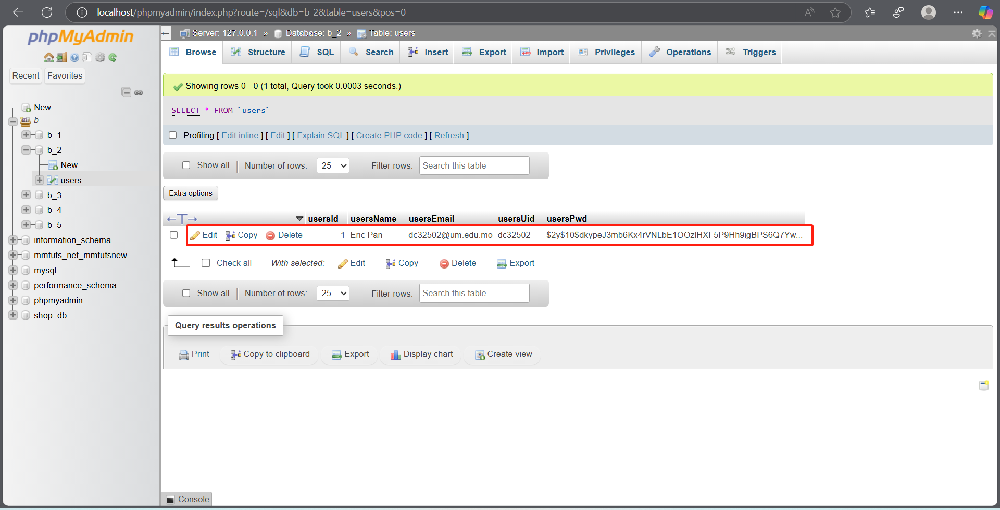 localhost/phpmyadmin/index.php?route=/sql&db=b_2&table=users&pos=0
phpMyAdmin
Recent Favorites
New
b
b_1
b_2
New
users
b_3
b_4
b_5
information_schema
mmtuts_net_mmtutsnew
mysql
performance_schema
phpmyadmin
shop_db
Server: 127.0.0.1 » Database: b_2 » Table: users
Browse Structure SQL Search Insert Export Import Privileges Operations Triggers
Showing rows 0 - 0 (1 total, Query took 0.0003 seconds.)
SELECT * FROM `users`
Profiling [ Edit inline ] [ Edit ] [ Explain SQL ] [ Create PHP code ] [ Refresh ]
Show all Number of rows: 25 Filter rows: Search this table
Extra options
usersId usersName usersEmail usersUid usersPwd
Edit Copy Delete 1 Eric Pan dc32502@um.edu.mo dc32502 $2y$10$dkypeJ3mb6Kx4rVNLbE1OOzlHXF5P9Hh9igBPS6Q7Yw...
Check all With selected: Edit Copy Delete Export
Show all Number of rows: 25 Filter rows: Search this table
Query results operations
Print Copy to clipboard Export Display chart Create view
Console